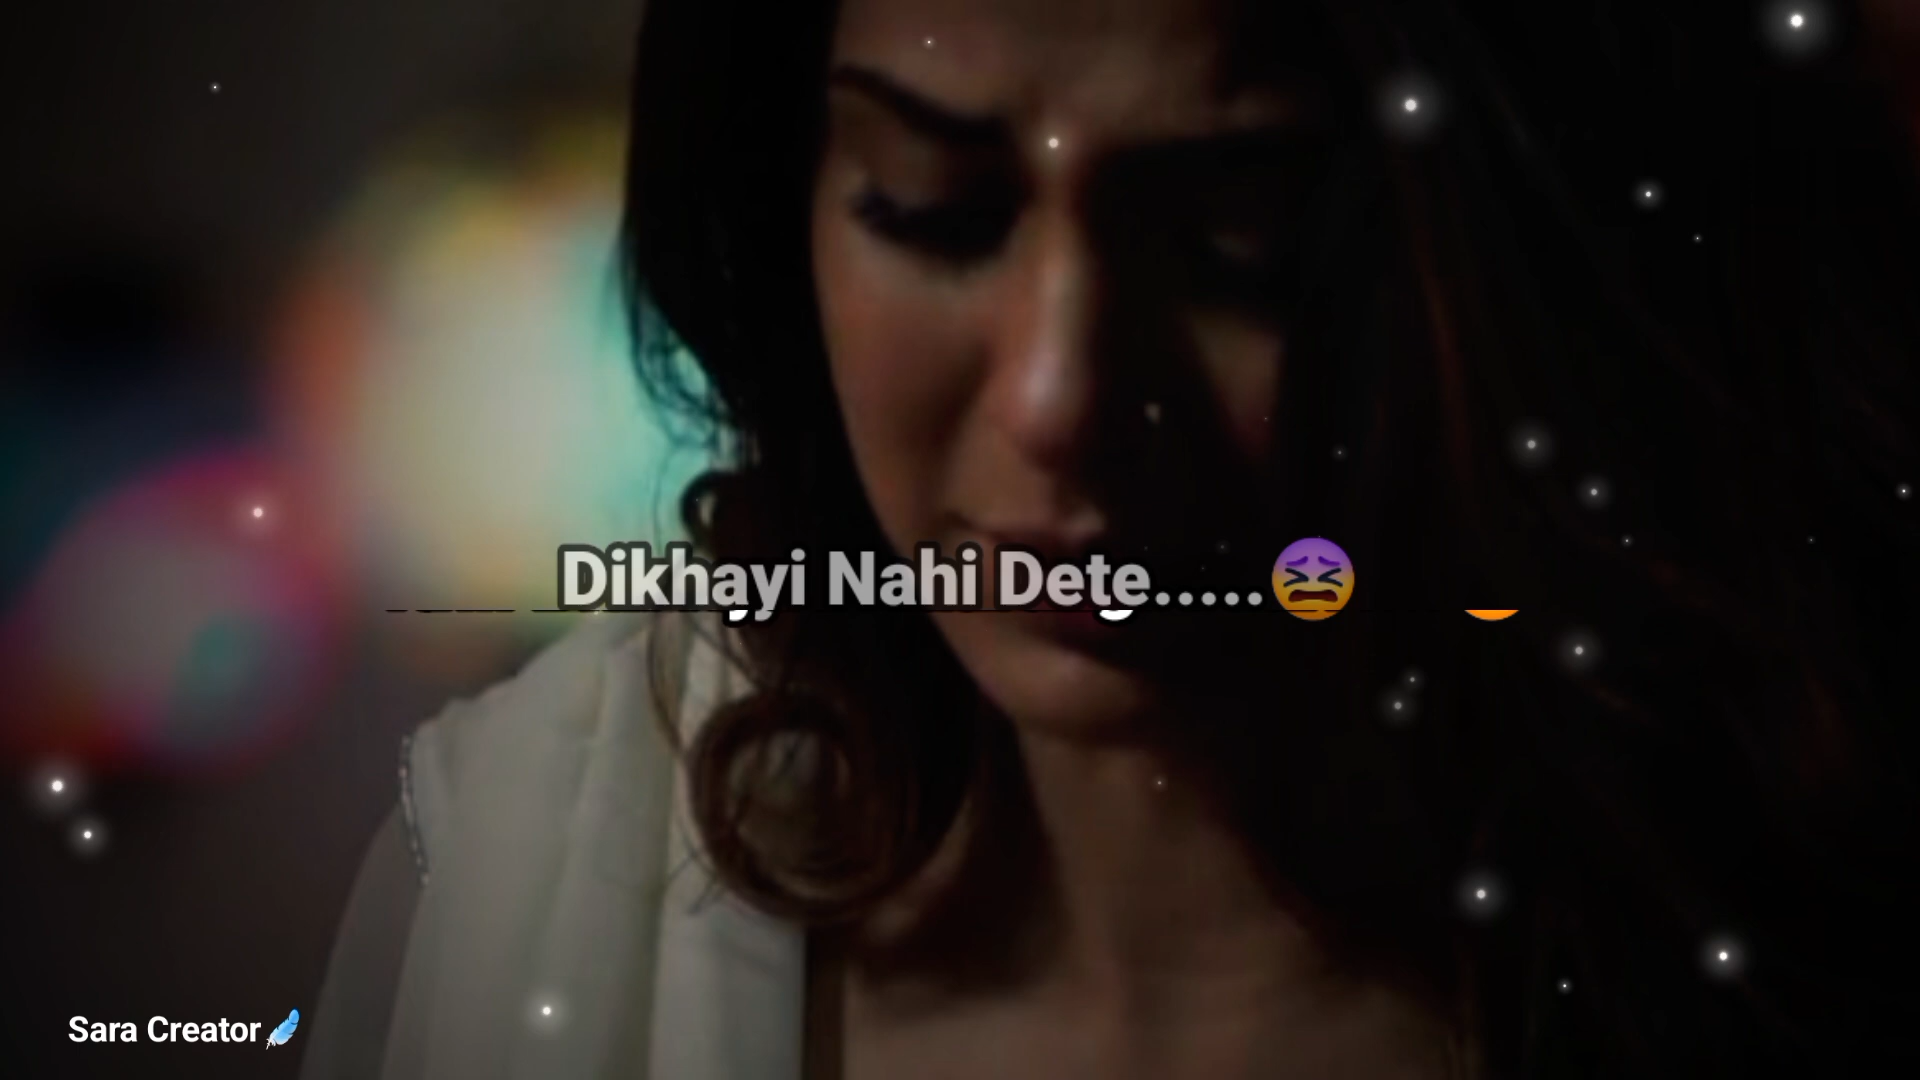 Dikhayi Nahi Dete.....😫
Sara Creator🪶